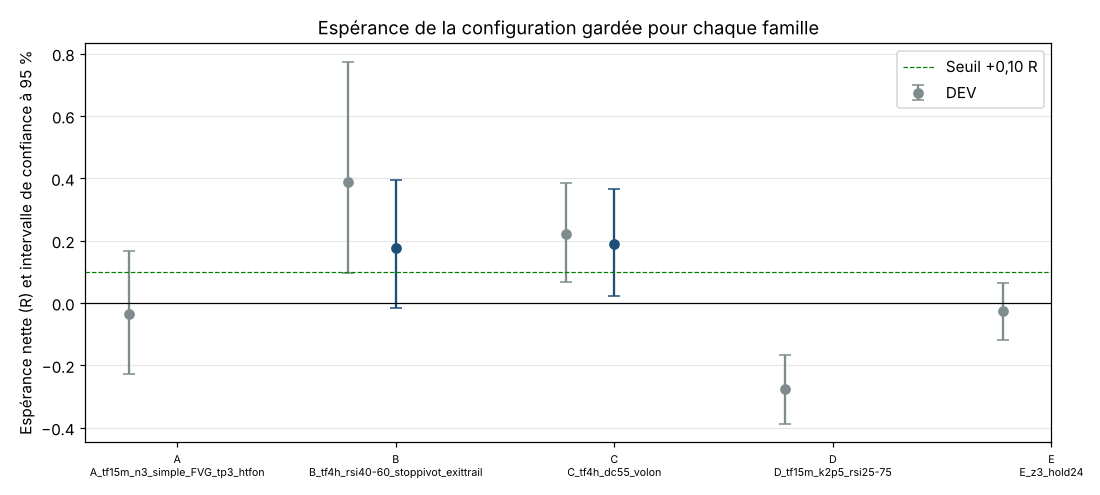 Espérance de la configuration gardée pour chaque famille
Espérance nette (R) et intervalle de confiance à 95 %
0.8
0.6
0.4
0.2
0.0
−0.2
−0.4
Seuil +0,10 R
DEV
A
A_tf15m_n3_simple_FVG_tp3_htfon
B
B_tf4h_rsi40-60_stoppivot_exittrail
C
C_tf4h_dc55_volon
D
D_tf15m_k2p5_rsi25-75
E
E_z3_hold24